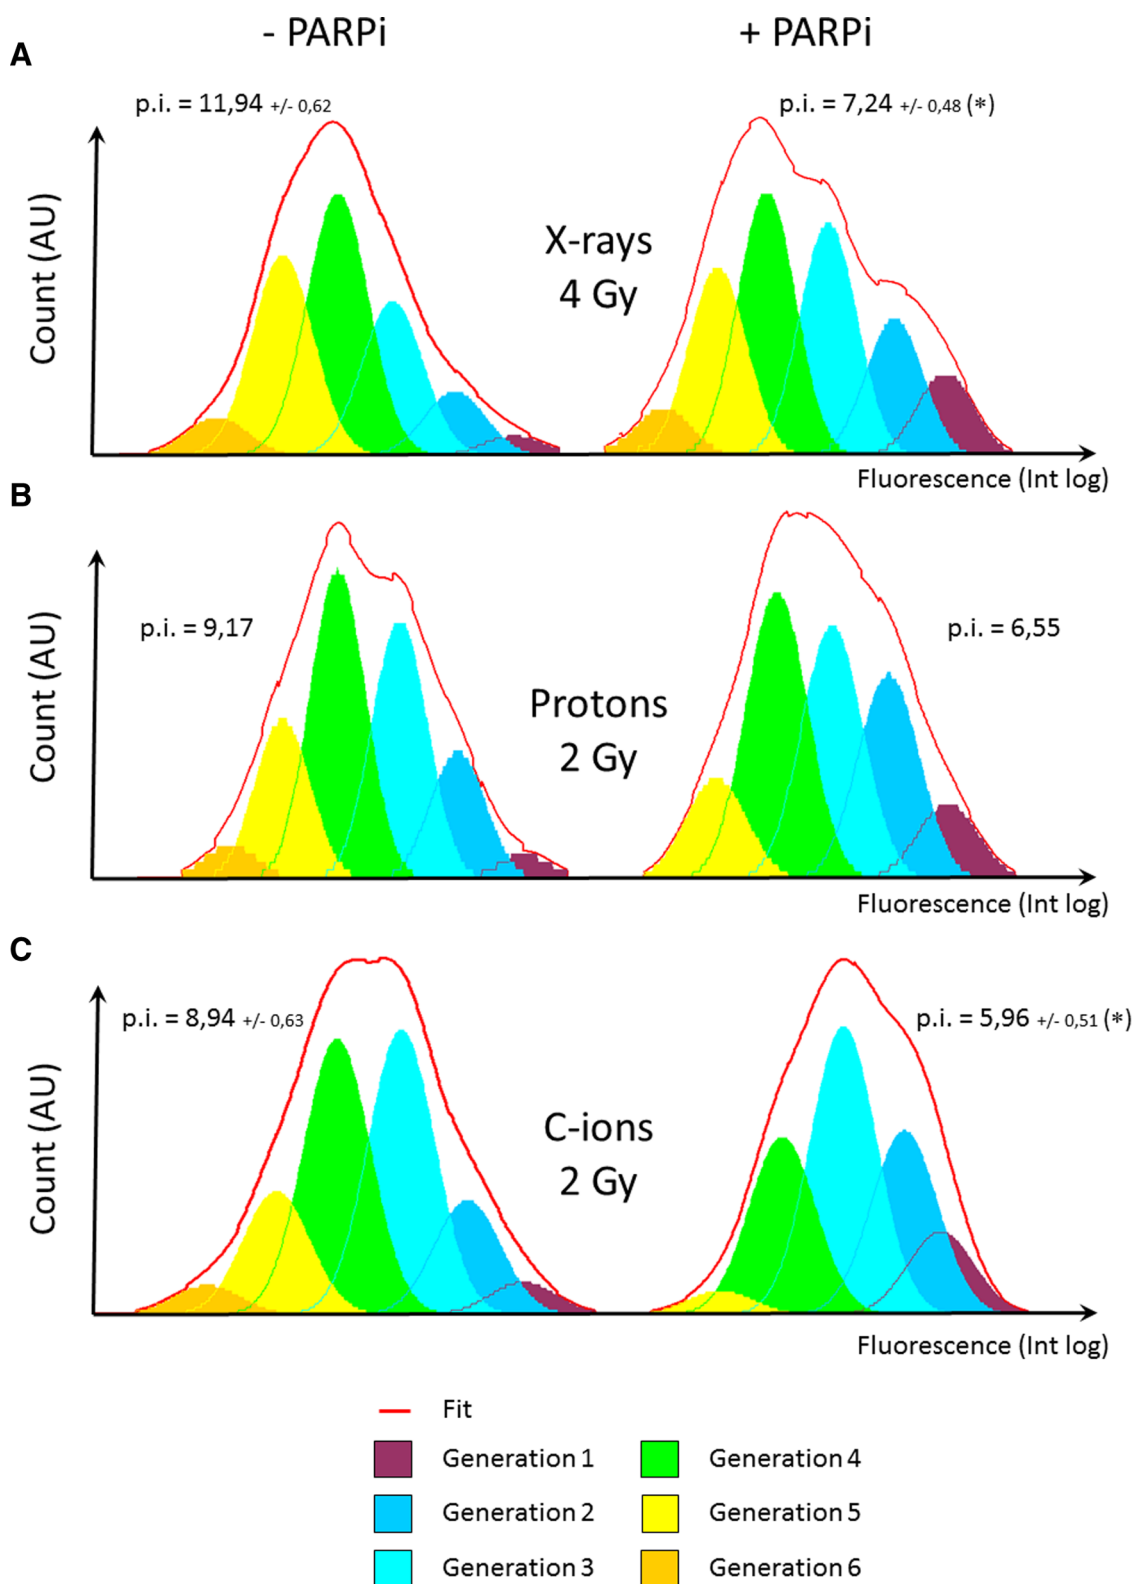 - PARPi + PARPi
A
p.i. = 11,94 +/- 0,62 p.i. = 7,24 +/- 0,48 (*)
Count (AU)
X-rays
4 Gy
Fluorescence (Int log)
B
p.i. = 9,17 p.i. = 6,55
Count (AU)
Protons
2 Gy
Fluorescence (Int log)
C
p.i. = 8,94 +/- 0,63 p.i. = 5,96 +/- 0,51 (*)
Count (AU)
C-ions
2 Gy
Fluorescence (Int log)
Fit
Generation 1 Generation 4
Generation 2 Generation 5
Generation 3 Generation 6